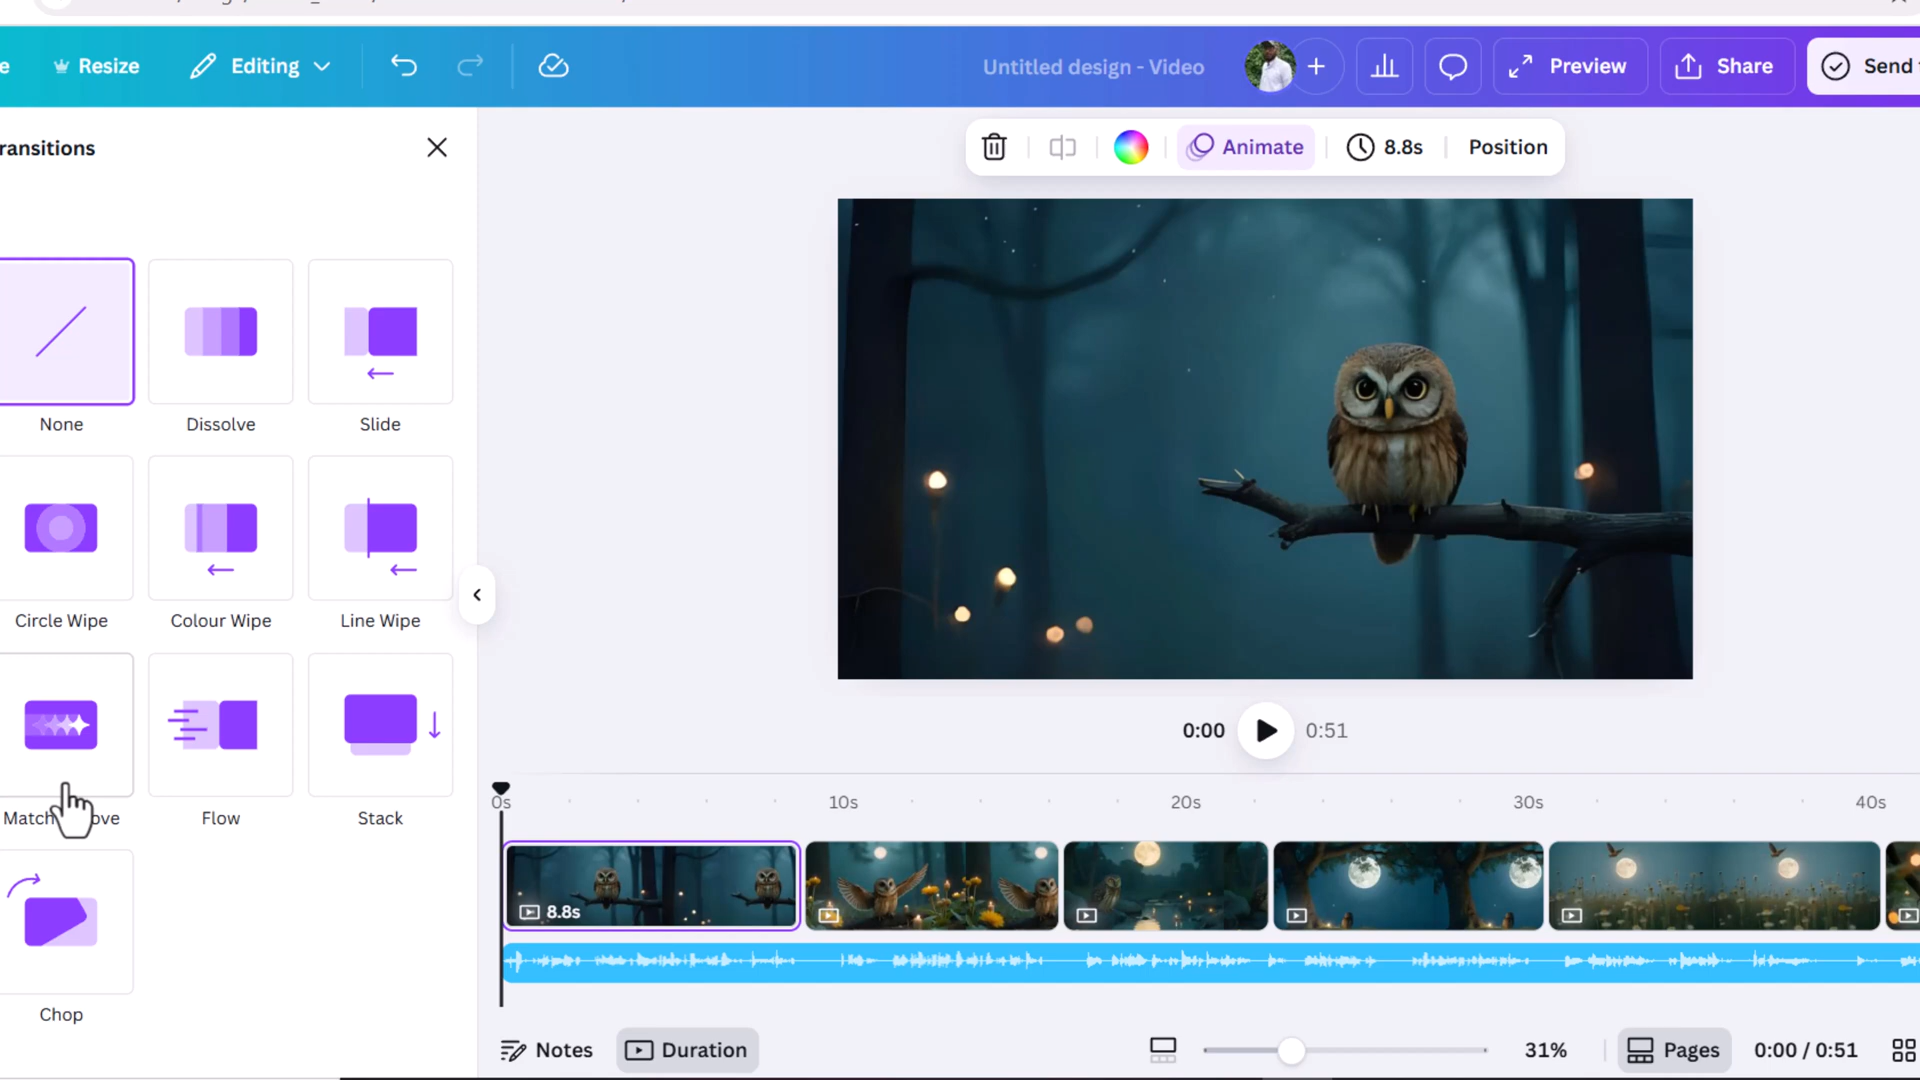 e Resize Editing Untitled design - Video + Preview Share Send
ransitions
Animate 8.8s Position
None Dissolve Slide
Circle Wipe Colour Wipe Line Wipe
Match ove Flow Stack
Chop
0:00 0:51
0s 10s 20s 30s 40s
8.8s
Notes Duration 31% Pages 0:00 / 0:51